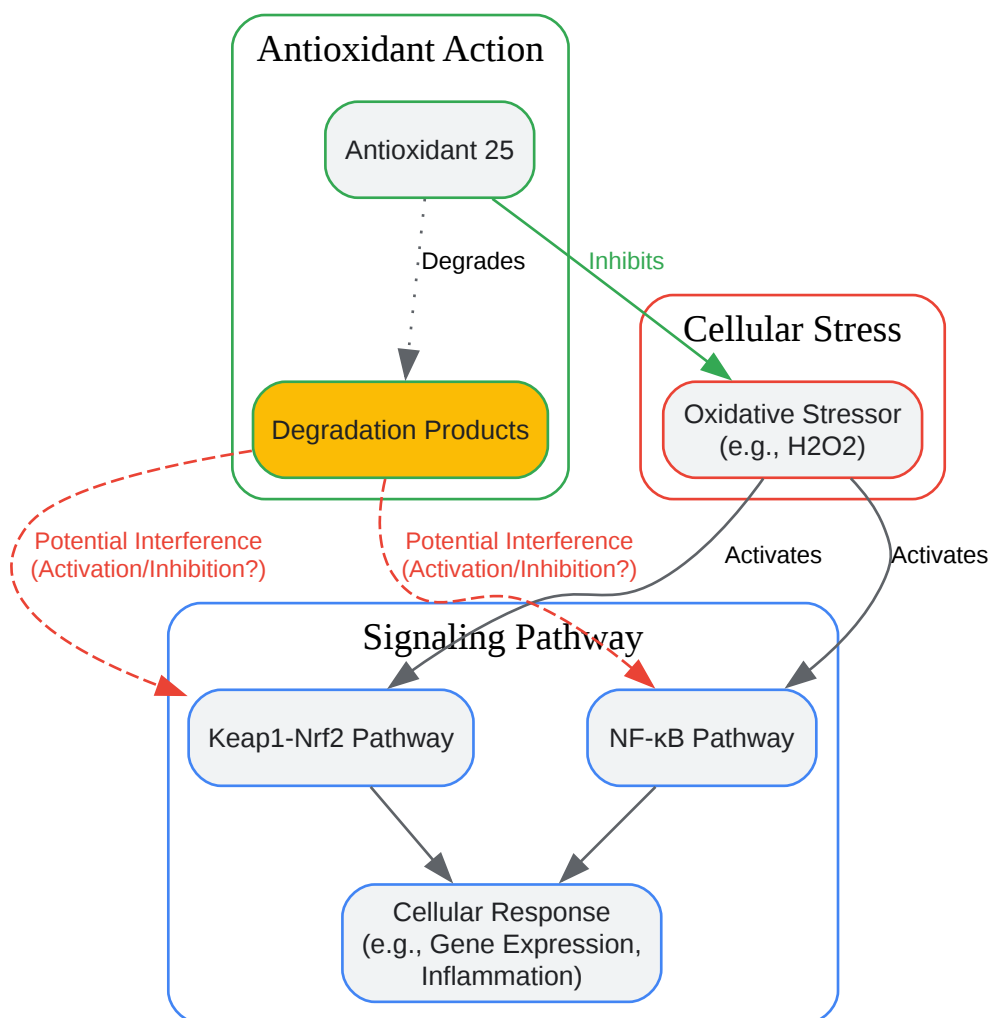 Antioxidant Action
Antioxidant 25
Degrades
Inhibits
Cellular Stress
Degradation Products
Oxidative Stressor
(e.g., H2O2)
Potential Interference
(Activation/Inhibition?)
Potential Interference
(Activation/Inhibition?)
Activates
Activates
Signaling Pathway
Keap1-Nrf2 Pathway
NF-κB Pathway
Cellular Response
(e.g., Gene Expression,
Inflammation)